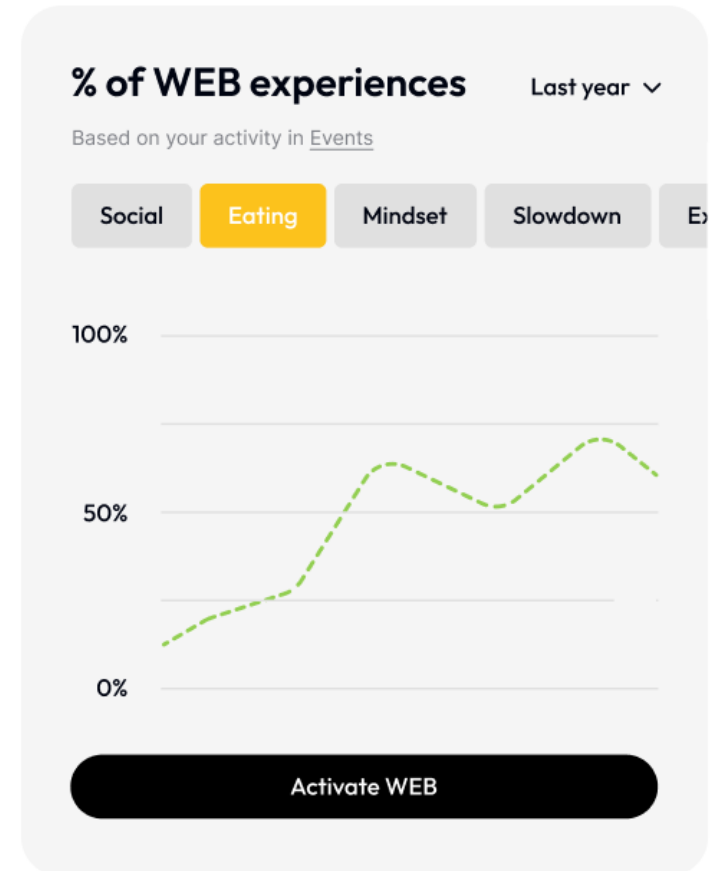 % of WEB experiences
Last year
Based on your activity in Events
Social Eating Mindset Slowdown Ex
100%
50%
0%
Activate WEB